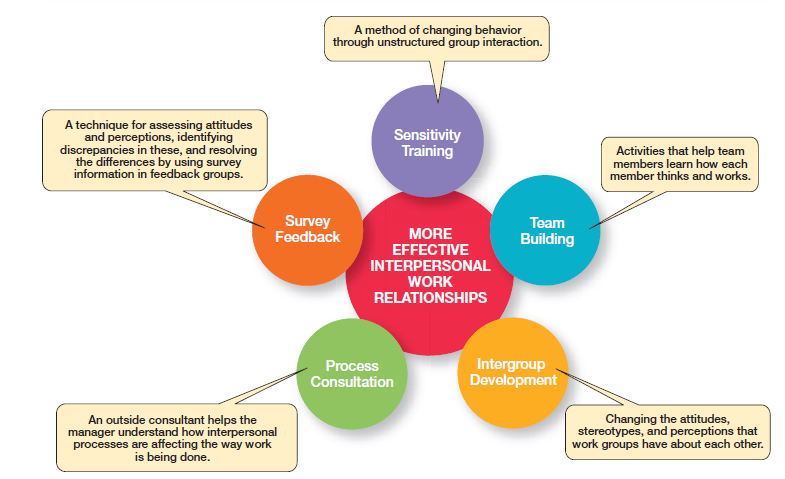 A method of changing behavior
through unstructured group interaction.
Sensitivity
Training
A technique for assessing attitudes
and perceptions, identifying
discrepancies in these, and resolving
the differences by using survey
information in feedback groups.
Activities that help team
members learn how each
member thinks and works.
Survey
Feedback
Team
Building
MORE
EFFECTIVE
INTERPERSONAL
WORK
RELATIONSHIPS
Process
Consultation
Intergroup
Development
An outside consultant helps the
manager understand how interpersonal
processes are affecting the way work
is being done.
Changing the attitudes,
stereotypes, and perceptions that
work groups have about each other.